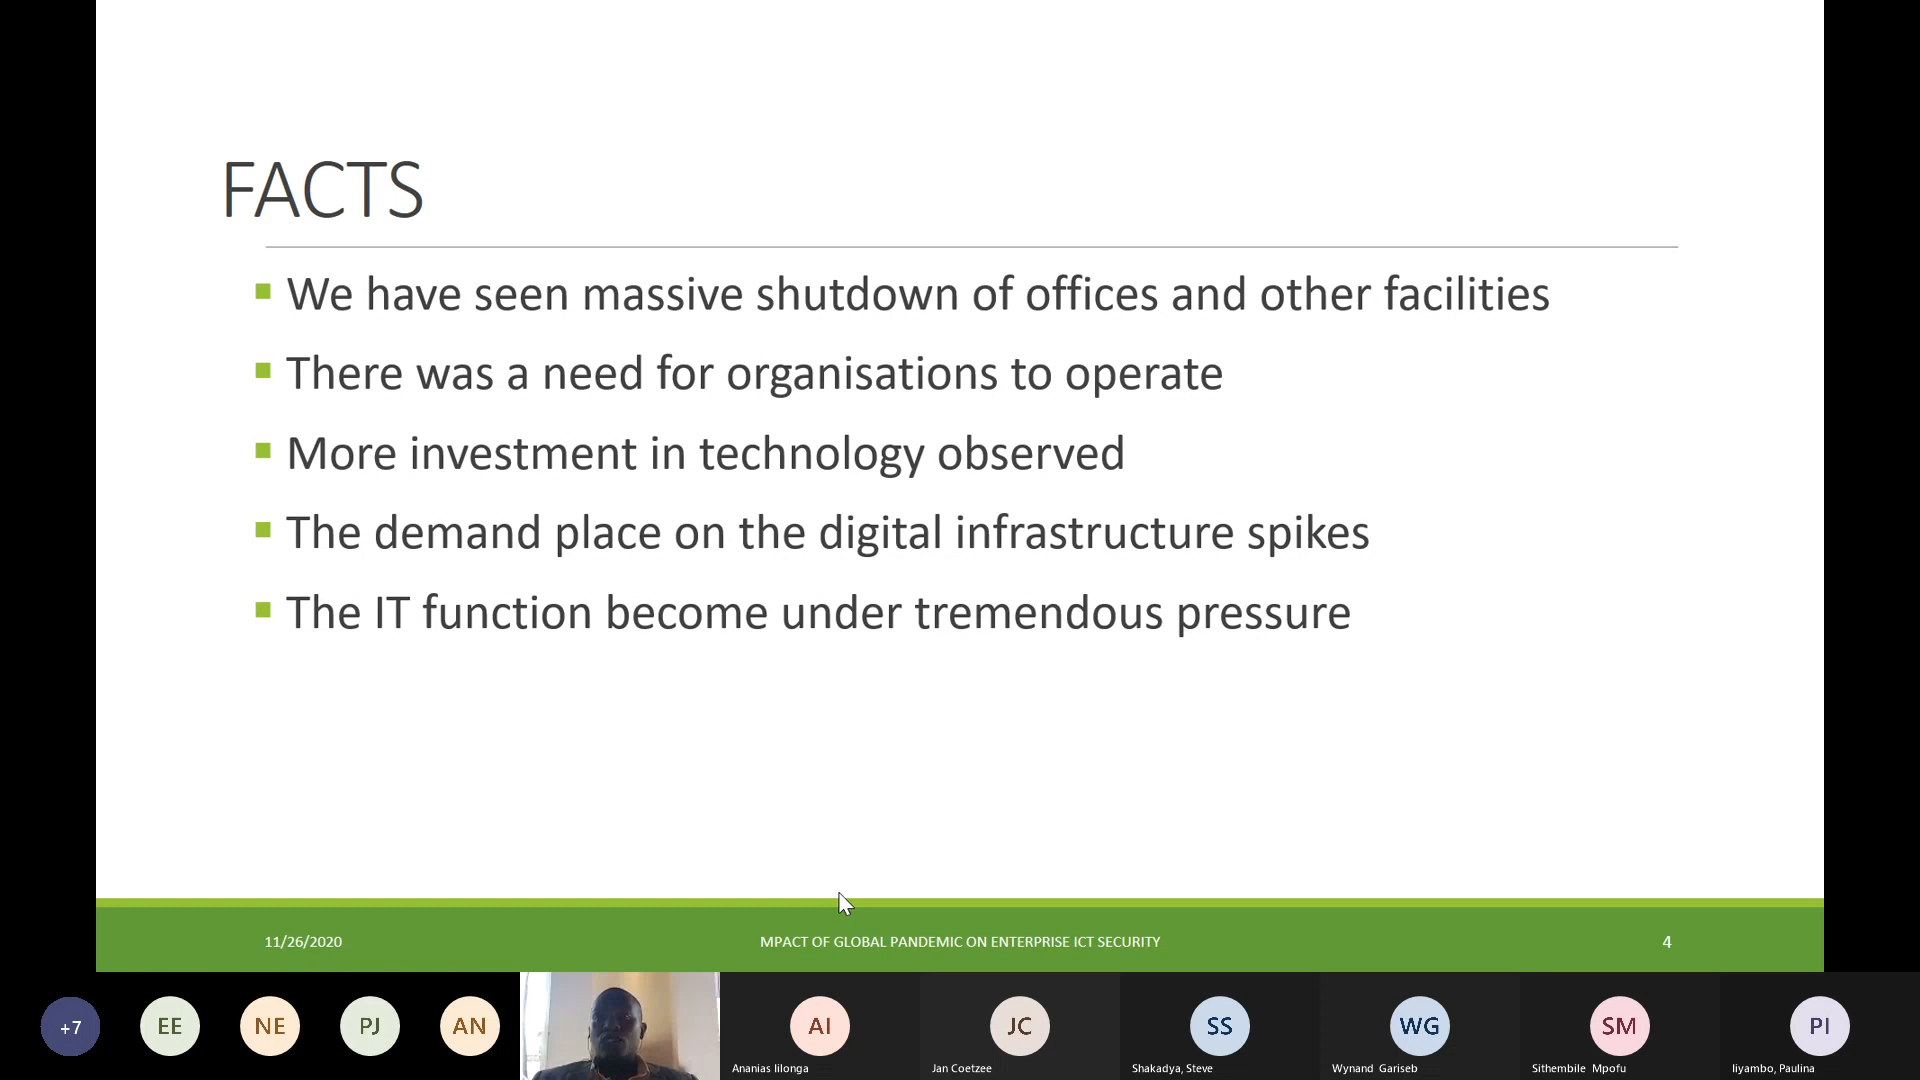 FACTS
We have seen massive shutdown of offices and other facilities
There was a need for organisations to operate
More investment in technology observed
The demand place on the digital infrastructure spikes
The IT function become under tremendous pressure
11/26/2020
MPACT OF GLOBAL PANDEMIC ON ENTERPRISE ICT SECURITY
4
+7
EE
NE
PJ
AN
AI
JC
SS
WG
SM
PI
Ananias Iilonga
Jan Coetzee
Shakadya, Steve
Wynand Gariseb
Sithembile Mpofu
Iiyambo, Paulina